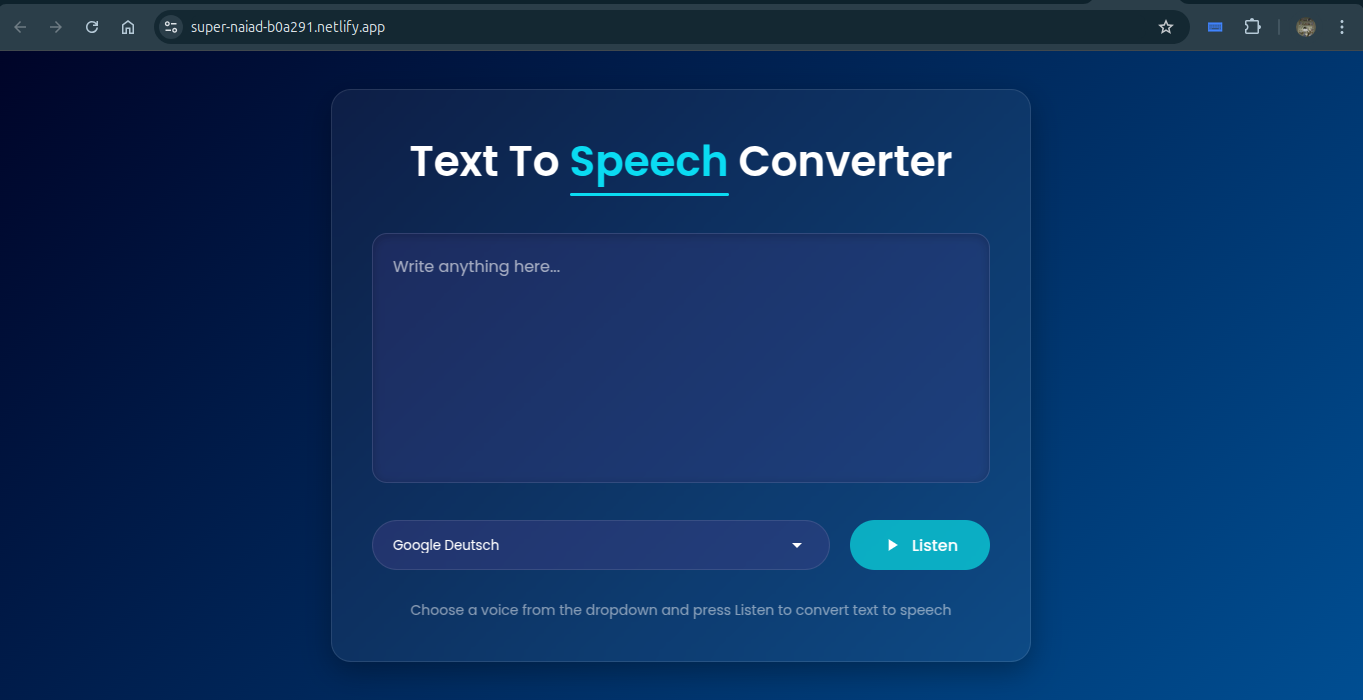 super-naiad-b0a291.netlify.app
Text To Speech Converter
Write anything here...
Google Deutsch
Listen
Choose a voice from the dropdown and press Listen to convert text to speech